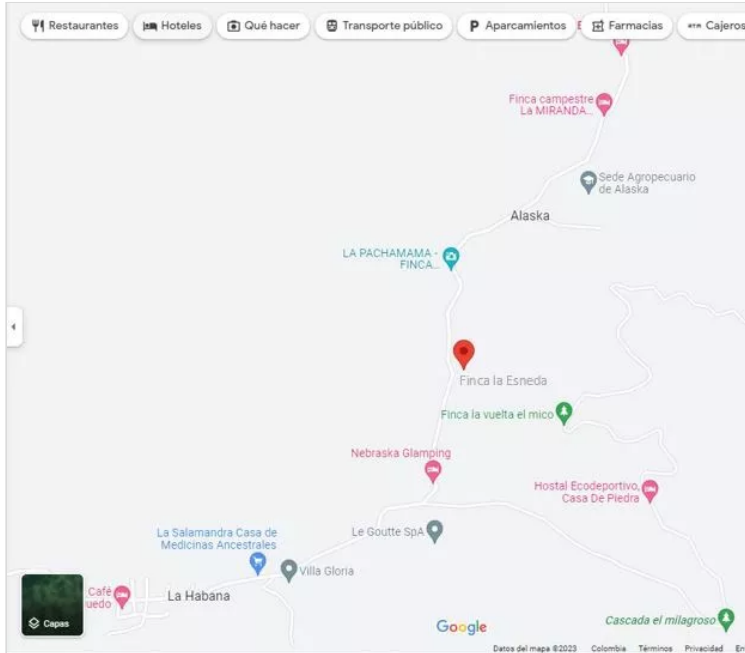 Restaurantes
Hoteles
Qué hacer
Transporte público
P Aparcamientos
Farmacias
Cajeros
Finca campestre
La MIRANDA...
Sede Agropecuario
de Alaska
Alaska
LA PACHAMAMA -
FINCA...
Finca la Esneda
Finca la vuelta el mico
Nebraska Glamping
Hostal Ecodeportivo,
Casa De Piedra
La Salamandra Casa de
Medicinas Ancestrales
Le Goutte SpA
Villa Gloria
Café
uedo
La Habana
Capas
Google
Cascada el milagroso
Datos del mapa ©2023 Colombia Términos Privacidad En